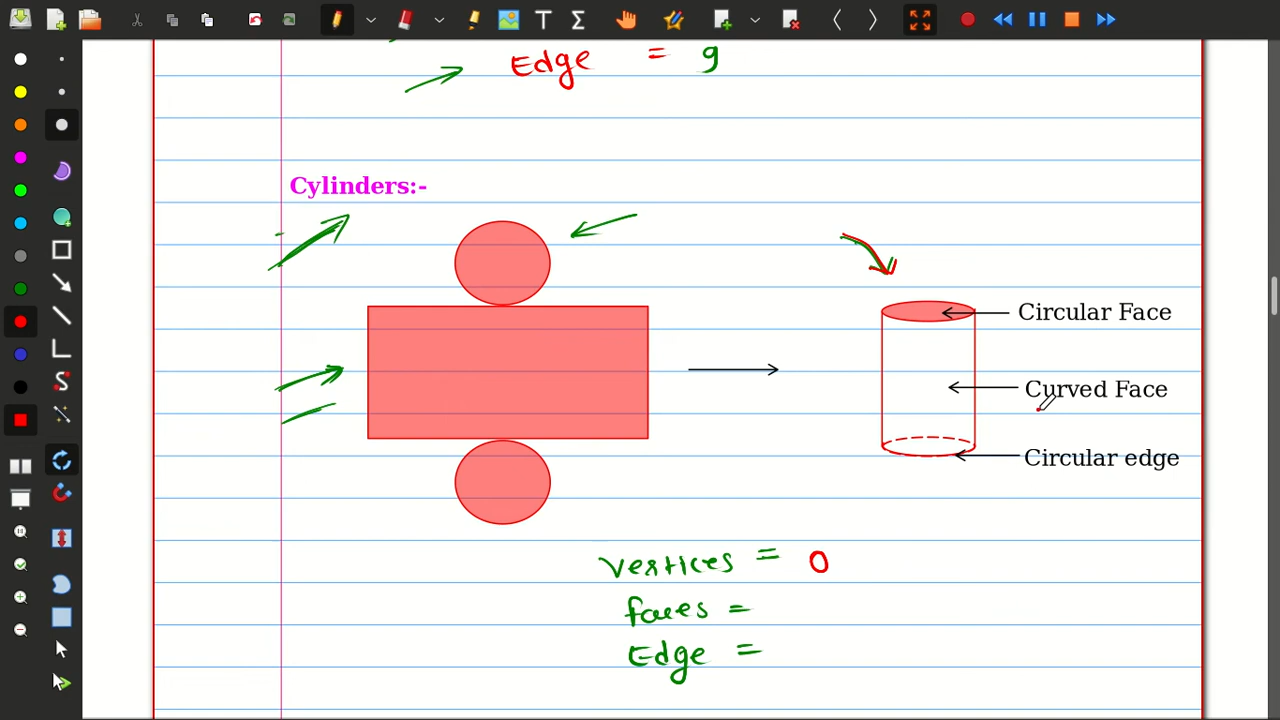 Edge = 9
Cylinders:-
Circular Face
Curved Face
Circular edge
vertices = 0
faces =
Edge =